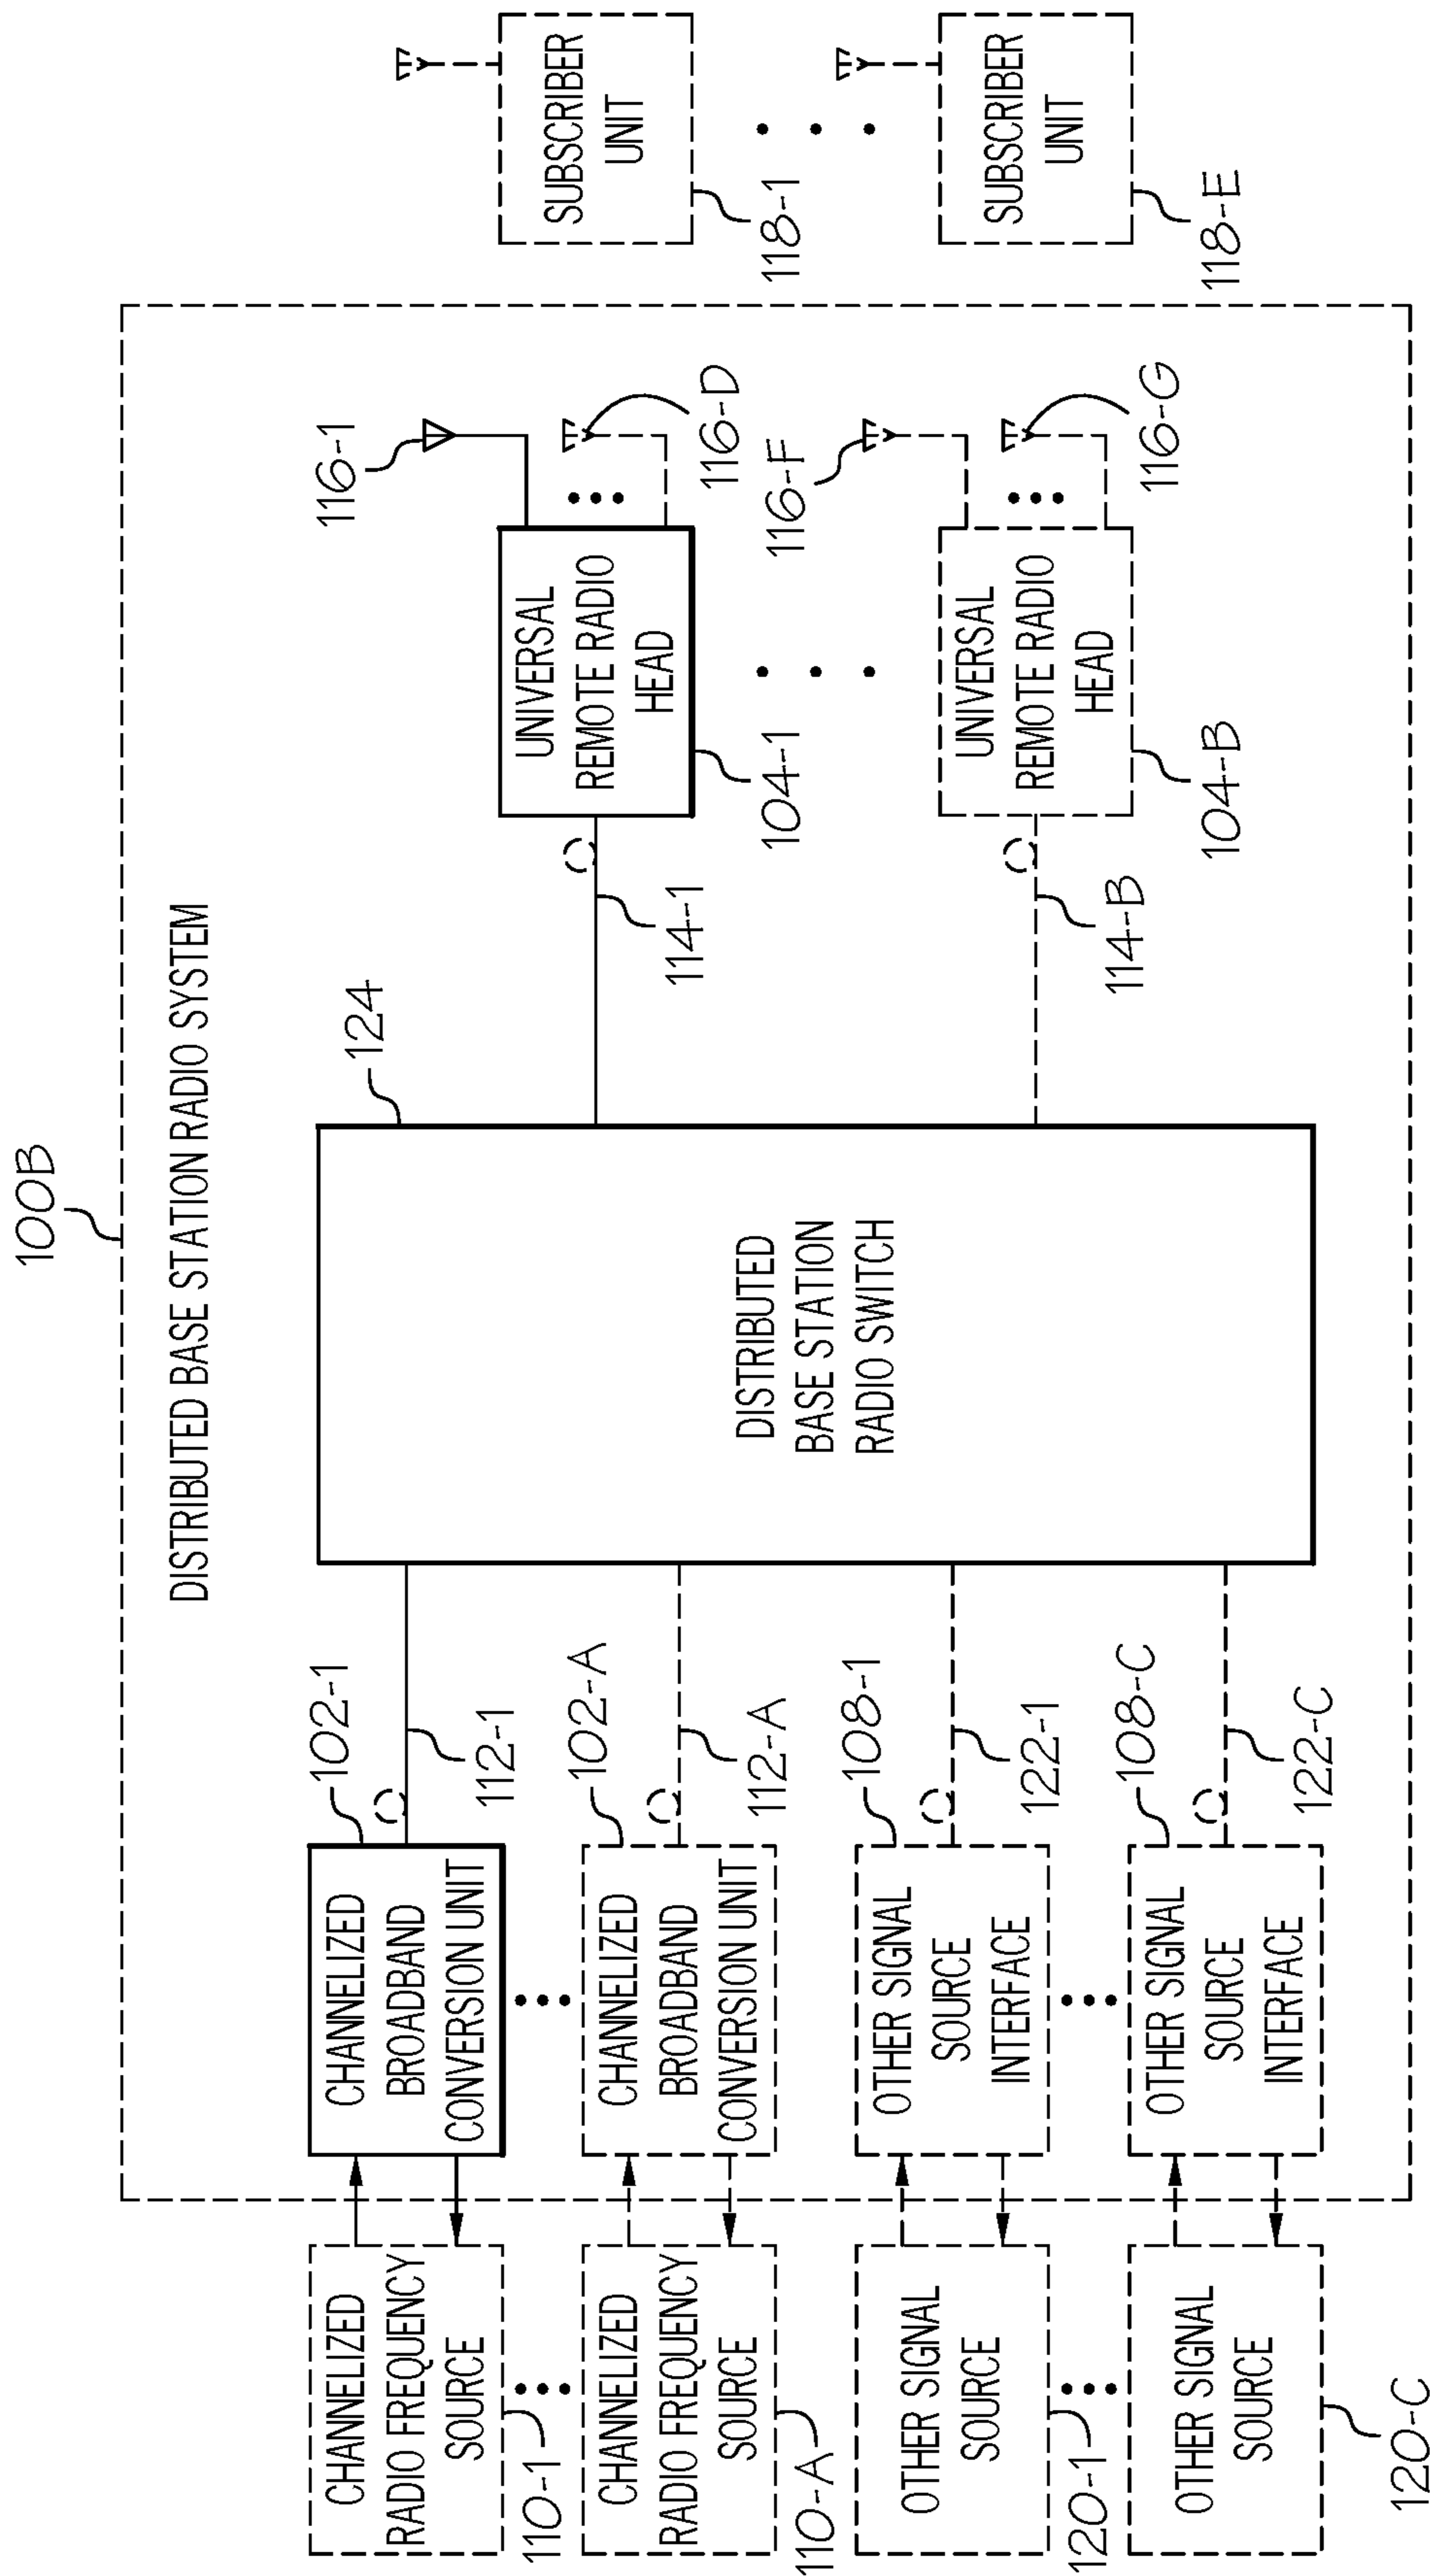 100B
DISTRIBUTED BASE STATION RADIO SYSTEM
CHANNELIZED
RADIO FREQUENCY
SOURCE
110-1
CHANNELIZED
RADIO FREQUENCY
SOURCE
110-A
OTHER SIGNAL
SOURCE
120-1
OTHER SIGNAL
SOURCE
120-C
102-1
CHANNELIZED
BROADBAND
CONVERSION UNIT
112-1
102-A
CHANNELIZED
BROADBAND
CONVERSION UNIT
112-A
108-1
OTHER SIGNAL
SOURCE
INTERFACE
122-1
108-C
OTHER SIGNAL
SOURCE
INTERFACE
122-C
124
DISTRIBUTED
BASE STATION
RADIO SWITCH
114-1
114-B
116-1
UNIVERSAL
REMOTE RADIO
HEAD
104-1
116-D
116-F
UNIVERSAL
REMOTE RADIO
HEAD
104-B
116-G
SUBSCRIBER
UNIT
118-1
SUBSCRIBER
UNIT
118-E